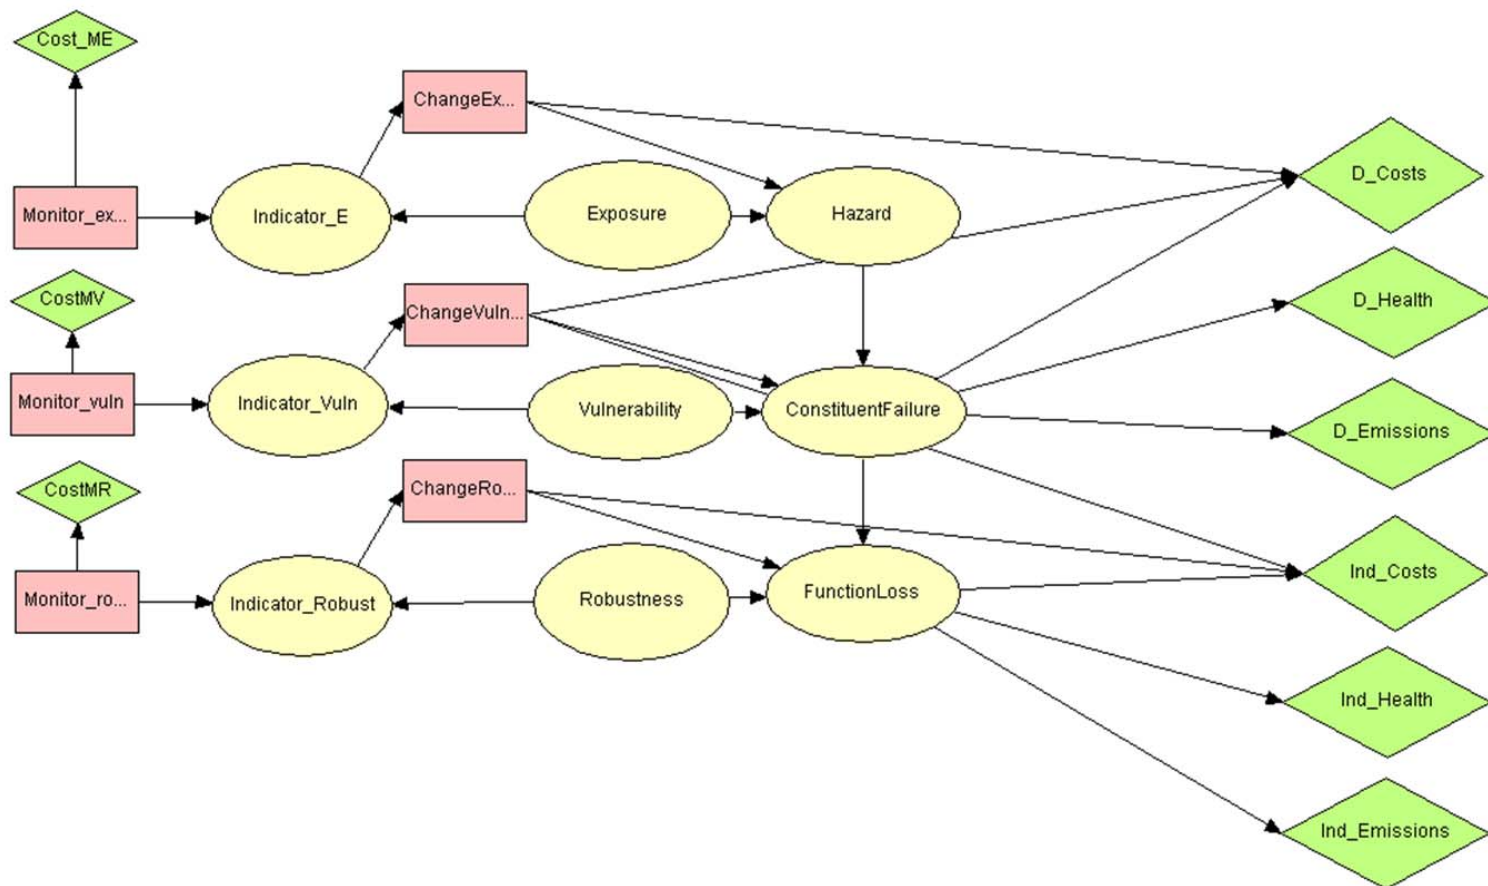 Cost_ME
ChangeEx...
D_Costs
Monitor_ex...
Indicator_E
Exposure
Hazard
CostMV
ChangeVuln...
D_Health
Monitor_vuln
Indicator_Vuln
Vulnerability
ConstituentFailure
D_Emissions
CostMR
ChangeRo...
Ind_Costs
Monitor_ro...
Indicator_Robust
Robustness
FunctionLoss
Ind_Health
Ind_Emissions